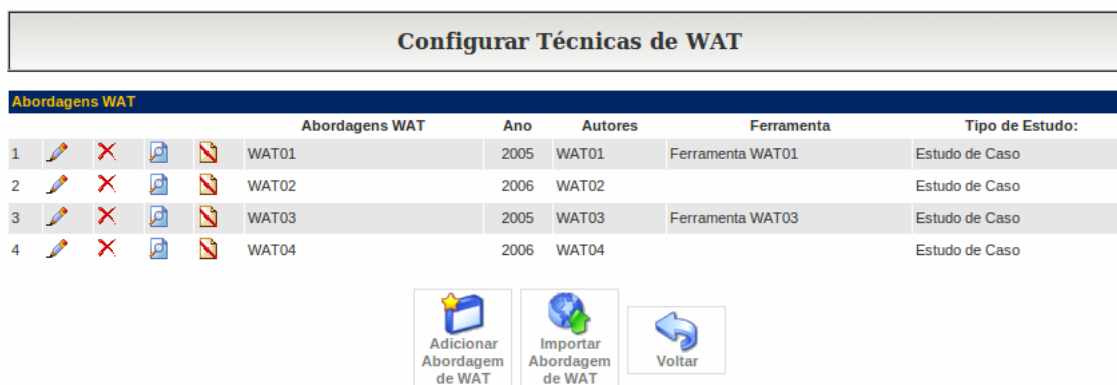 Configurar Técnicas de WAT
Abordagens WAT
Abordagens WAT Ano Autores Ferramenta Tipo de Estudo:
1 WAT01 2005 WAT01 Ferramenta WAT01 Estudo de Caso
2 WAT02 2006 WAT02 Estudo de Caso
3 WAT03 2005 WAT03 Ferramenta WAT03 Estudo de Caso
4 WAT04 2006 WAT04 Estudo de Caso
Adicionar
Abordagem
de WAT
Importar
Abordagem
de WAT
Voltar